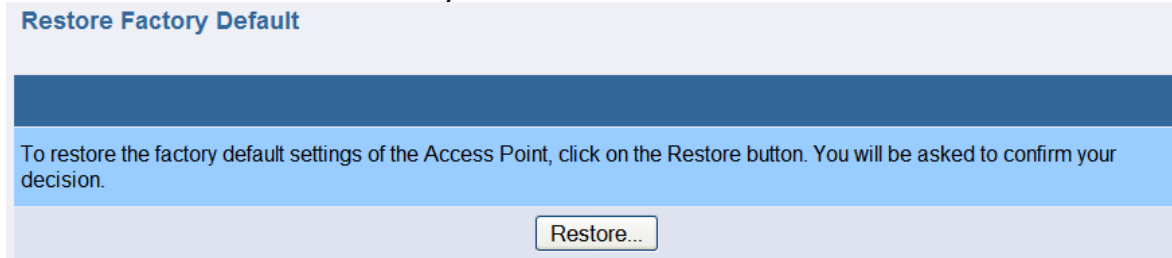 Restore Factory Default
To restore the factory default settings of the Access Point, click on the Restore button. You will be asked to confirm your
decision.
Restore...